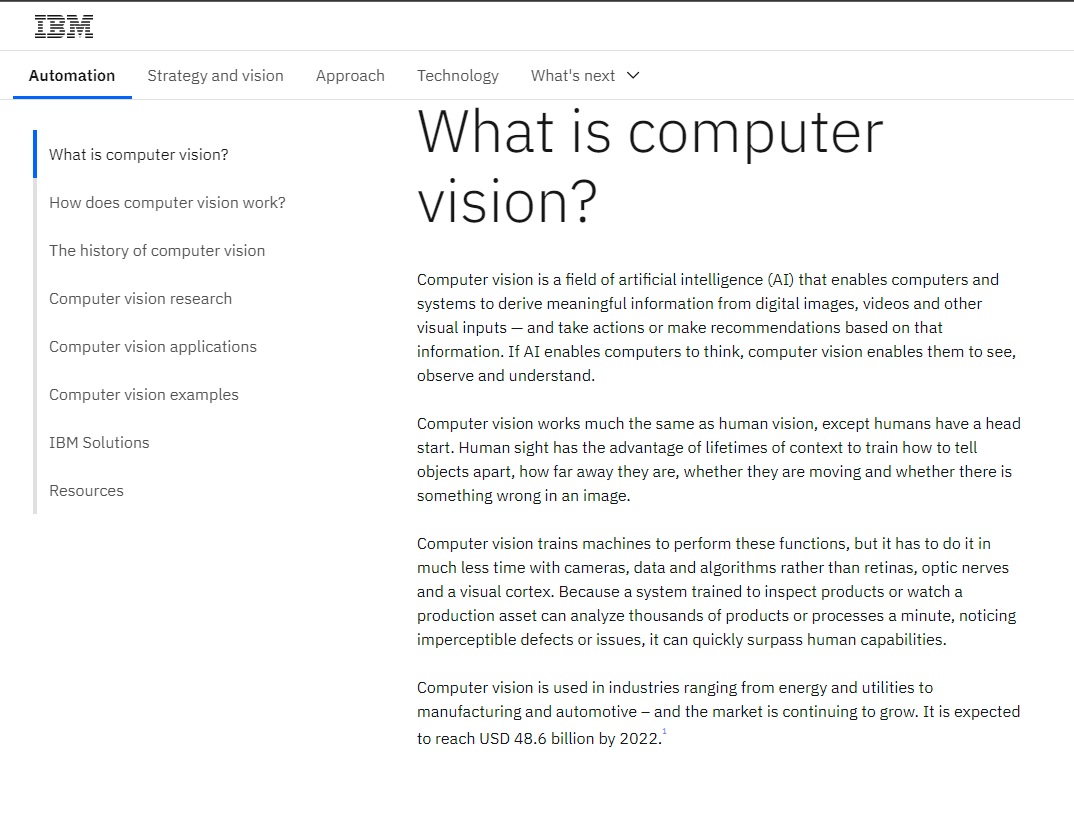 IBM
Automation Strategy and vision Approach Technology What's next
What is computer vision?
How does computer vision work?
The history of computer vision
Computer vision research
Computer vision applications
Computer vision examples
IBM Solutions
Resources
What is computer
vision?
Computer vision is a field of artificial intelligence (AI) that enables computers and
systems to derive meaningful information from digital images, videos and other
visual inputs — and take actions or make recommendations based on that
information. If AI enables computers to think, computer vision enables them to see,
observe and understand.
Computer vision works much the same as human vision, except humans have a head
start. Human sight has the advantage of lifetimes of context to train how to tell
objects apart, how far away they are, whether they are moving and whether there is
something wrong in an image.
Computer vision trains machines to perform these functions, but it has to do it in
much less time with cameras, data and algorithms rather than retinas, optic nerves
and a visual cortex. Because a system trained to inspect products or watch a
production asset can analyze thousands of products or processes a minute, noticing
imperceptible defects or issues, it can quickly surpass human capabilities.
Computer vision is used in industries ranging from energy and utilities to
manufacturing and automotive – and the market is continuing to grow. It is expected
to reach USD 48.6 billion by 2022.¹